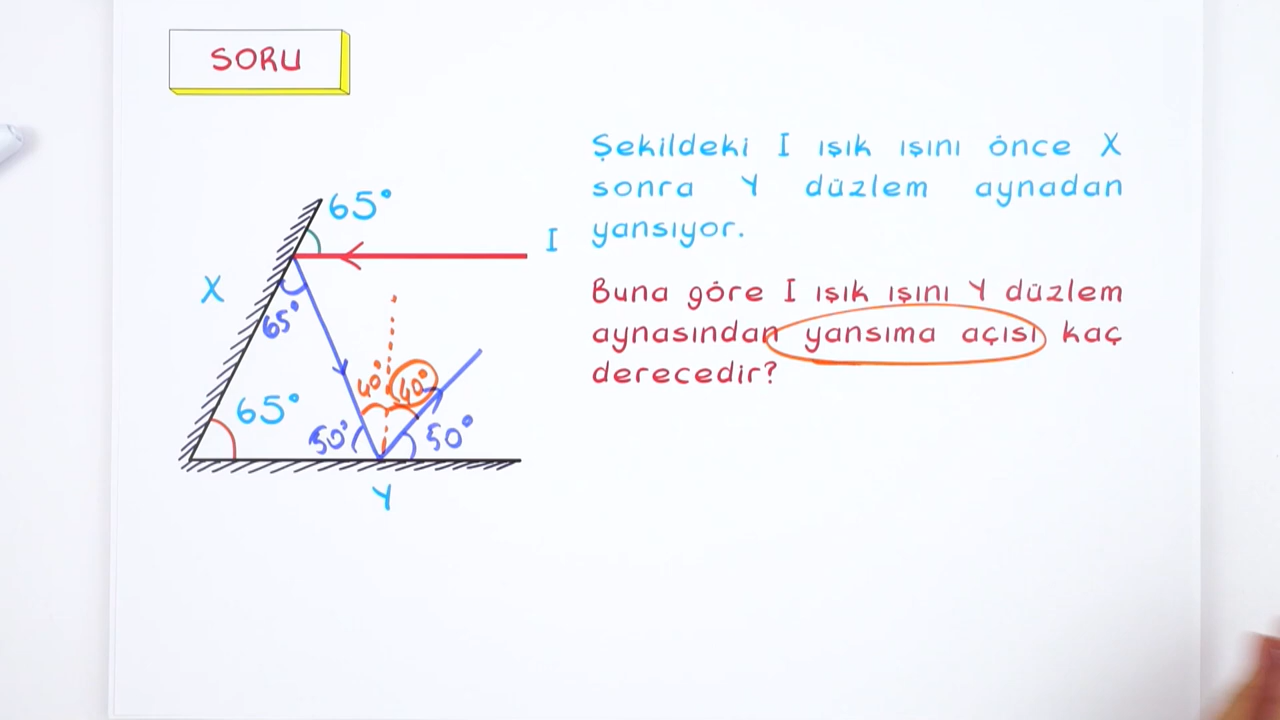 SORU
Şekildeki I ışık ışını önce X
sonra Y düzlem aynadan
yansıyor.
Buna göre I ışık ışını Y düzlem
aynasından yansıma açısı kaç
derecedir?
65°
I
X
65°
40°
40°
65°
50°
50°
Y